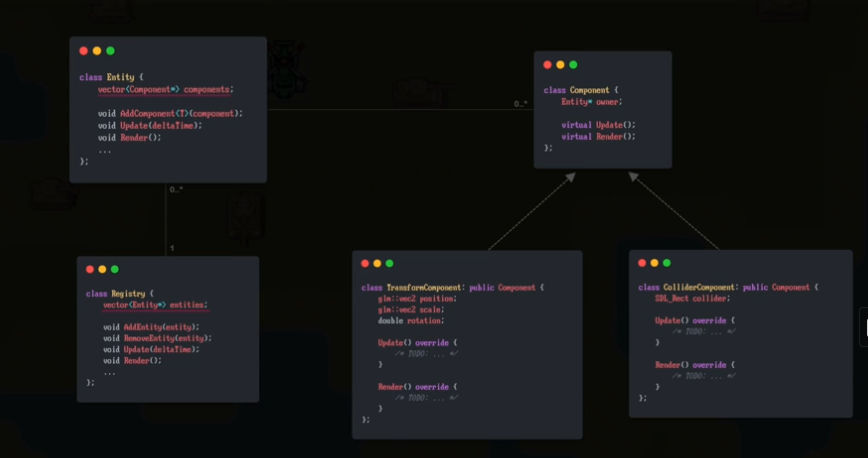 class Entity {
vector<Component*> components;
void AddComponent<T>(component);
void Update(deltaTime);
void Render();
...
};
0..*
class Component {
Entity* owner;
virtual Update();
virtual Render();
};
0..*
1
class Registry {
vector<Entity*> entities;
void AddEntity(entity);
void RemoveEntity(entity);
void Update(deltaTime);
void Render();
...
};
class TransformComponent: public Component {
glm::vec2 position;
glm::vec2 scale;
double rotation;
Update() override {
/* TODO: ... */
}
Render() override {
/* TODO: ... */
}
};
class ColliderComponent: public Component {
SDL_Rect collider;
Update() override {
/* TODO: ... */
}
Render() override {
/* TODO: ... */
}
};